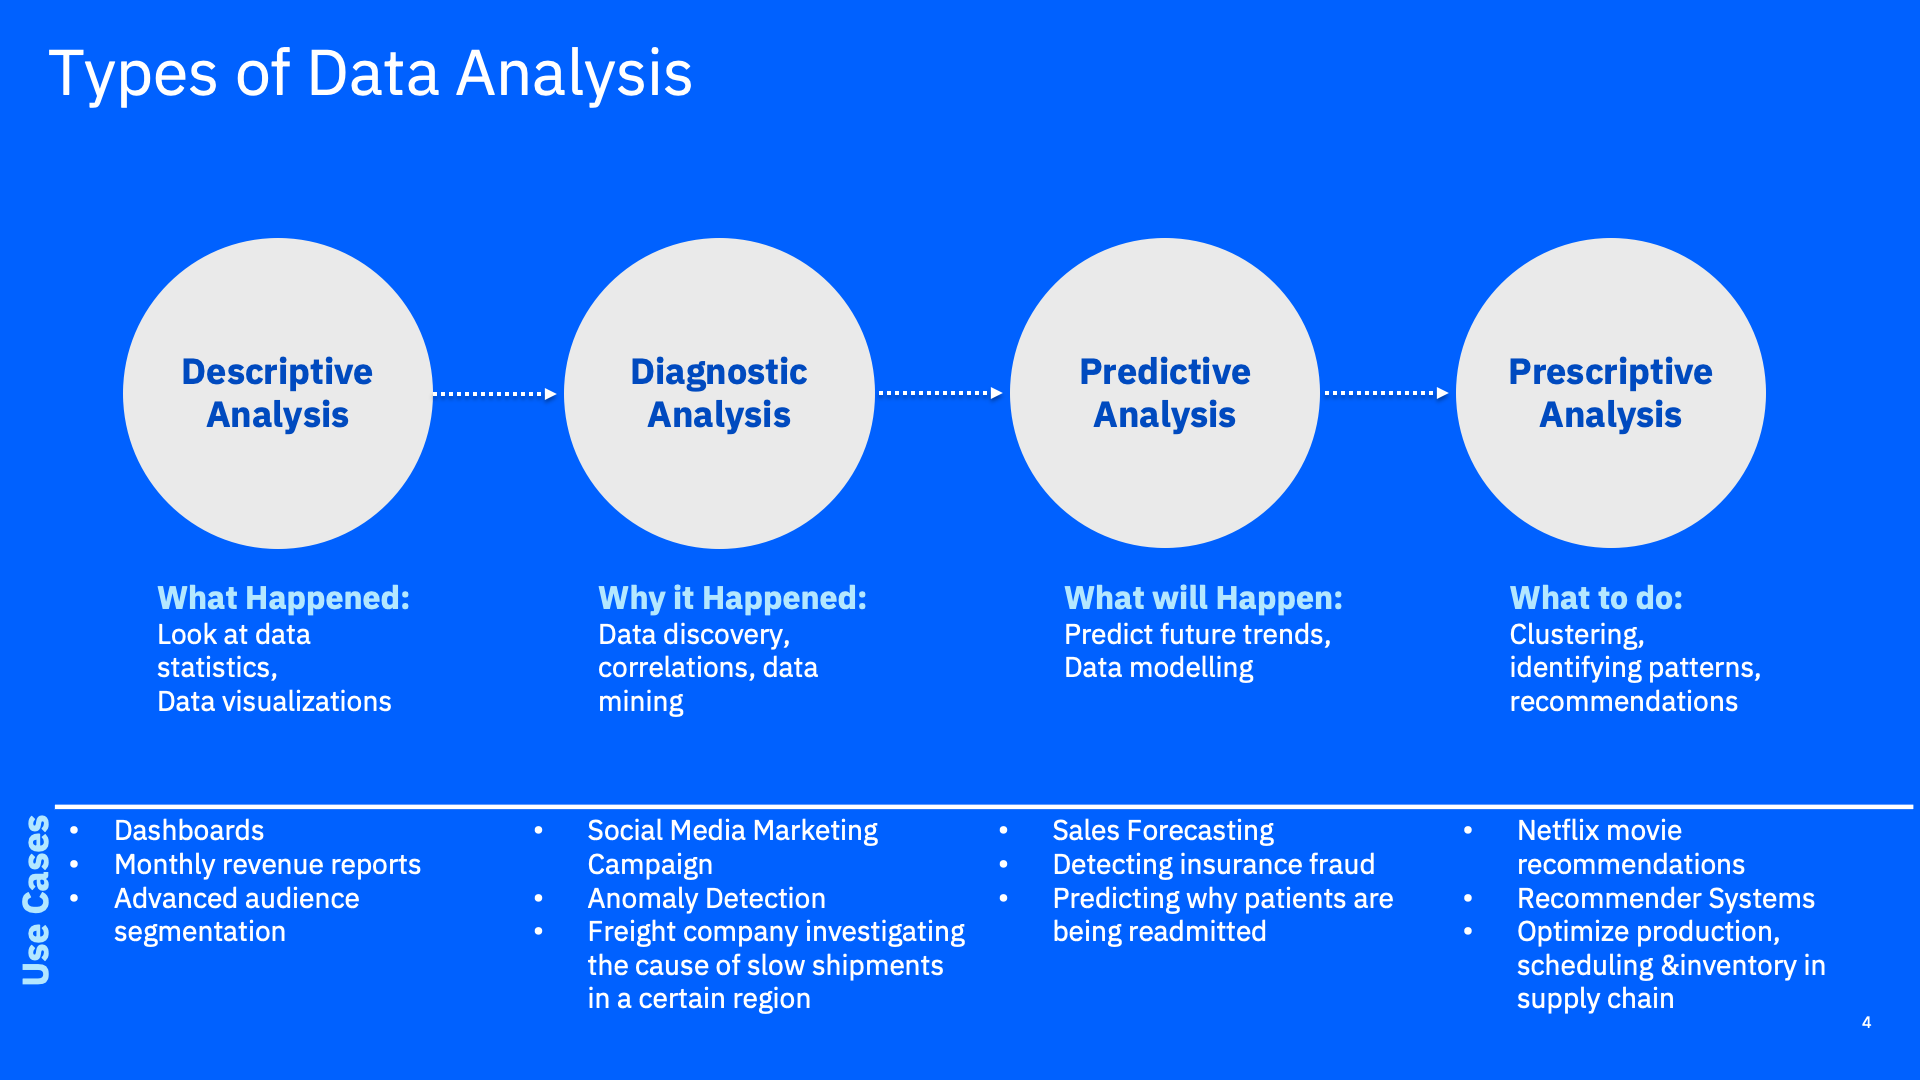 Types of Data Analysis
Descriptive
Analysis
Diagnostic
Analysis
Predictive
Analysis
Prescriptive
Analysis
What Happened:
Look at data
statistics,
Data visualizations
Why it Happened:
Data discovery,
correlations, data
mining
What will Happen:
Predict future trends,
Data modelling
What to do:
Clustering,
identifying patterns,
recommendations
Use Cases
• Dashboards
• Monthly revenue reports
• Advanced audience
segmentation
• Social Media Marketing
Campaign
• Anomaly Detection
• Freight company investigating
the cause of slow shipments
in a certain region
• Sales Forecasting
• Detecting insurance fraud
• Predicting why patients are
being readmitted
• Netflix movie
recommendations
• Recommender Systems
• Optimize production,
scheduling &inventory in
supply chain
4